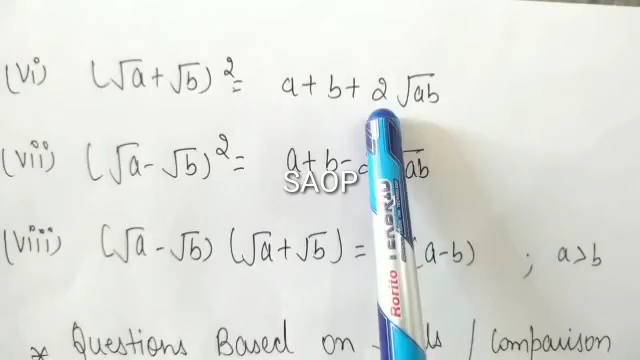 (vi) (√a + √b)² = a + b + 2 √ab
(vii) (√a - √b)² = a + b - √ab
SAOP
(viii) (√a - √b) (√a + √b) = (a - b) ; a > b
* Questions Based on / Comparison
Rorito